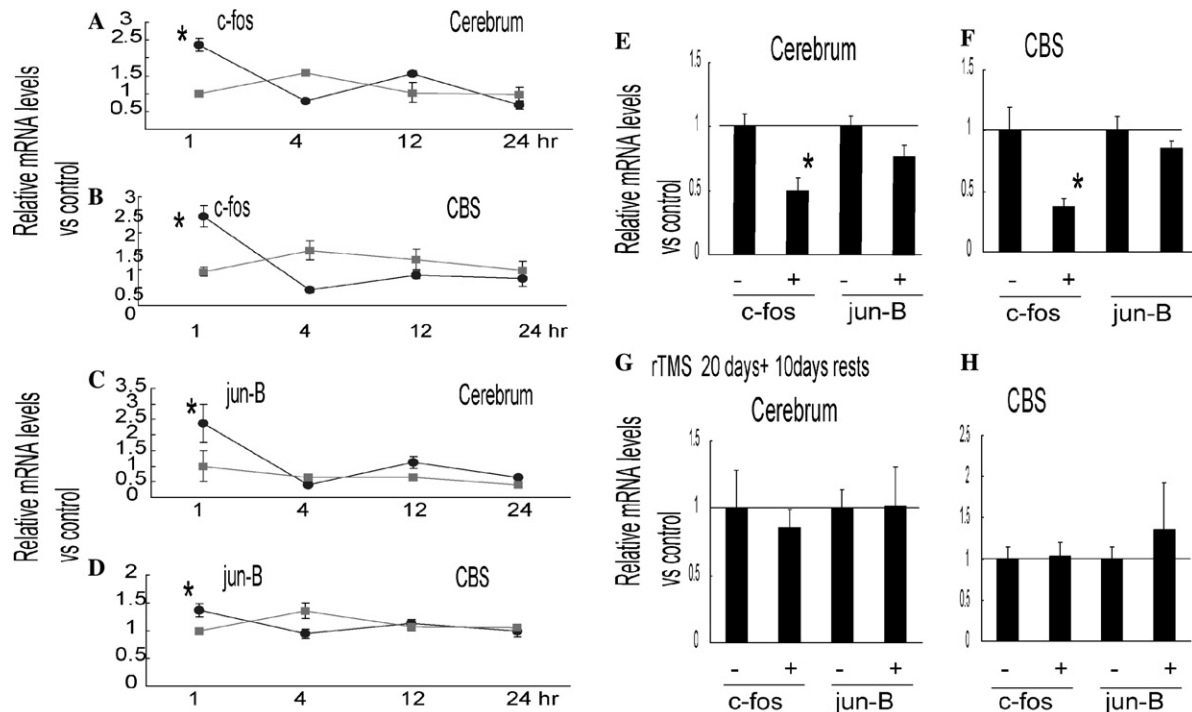 A
c-fos
Cerebrum
3
2.5
*
1.5
1
0.5
1 4 12 24 hr
B
c-fos
CBS
3
2.5
*
1.5
1
0.5
0
1 4 12 24 hr
Relative mRNA levels
vs control
C
jun-B
Cerebrum
3.5
2.5
*
1.5
1
0.5
0
1 4 12 24
D
jun-B
CBS
2
*
1.5
1
0.5
0
1 4 12 24 hr
Relative mRNA levels
vs control
E
Cerebrum
1.5
1
*
0.5
0
- + - +
c-fos jun-B
Relative mRNA levels
vs control
F
CBS
1.5
1
*
0.5
0
- + - +
c-fos jun-B
G rTMS 20 days+ 10days rests
Cerebrum
1.5
1
0.5
0
- + - +
c-fos jun-B
Relative mRNA levels
vs control
H
CBS
2.5
2
1.5
1
0.5
0
- + - +
c-fos jun-B